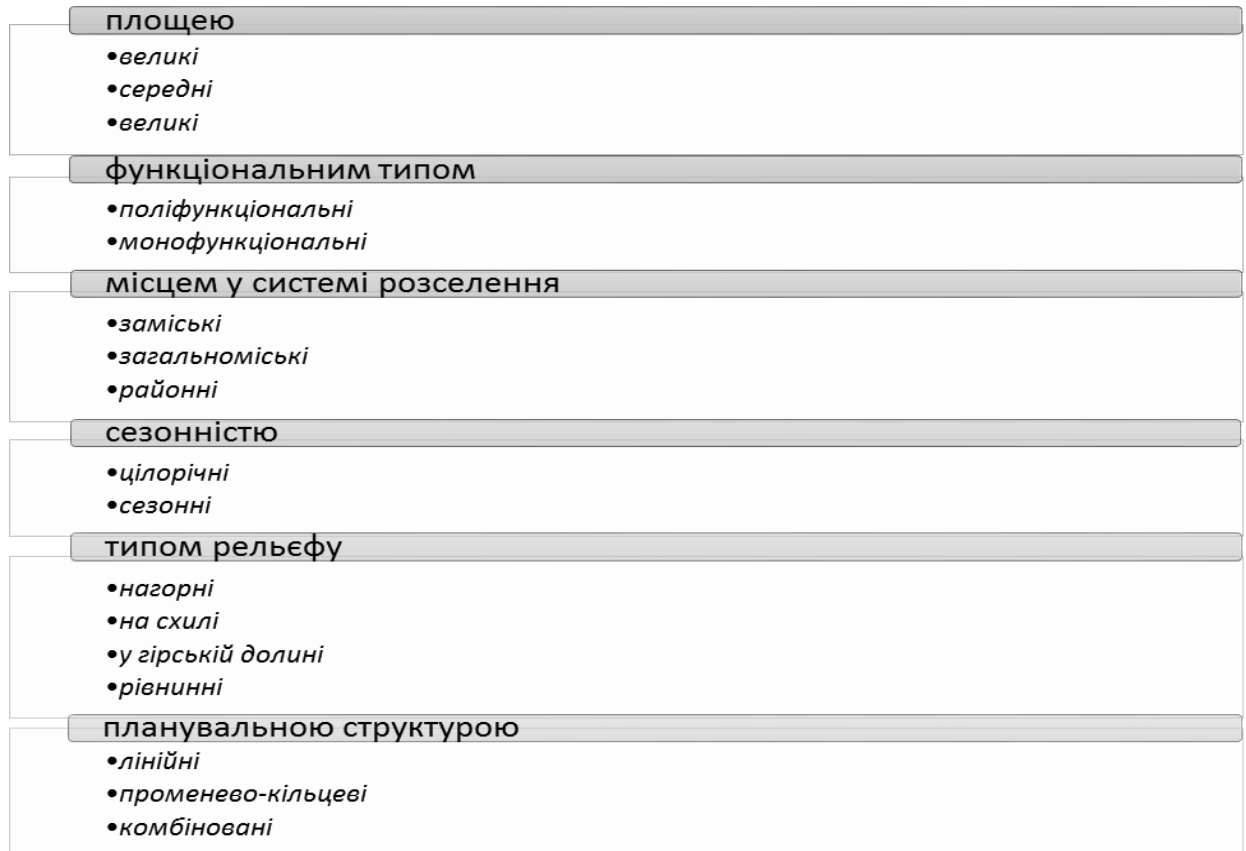 площею
•великі
•середні
•великі
функціональним типом
•поліфункціональні
•монофункціональні
місцем у системі розселення
•заміські
•загальноміські
•районні
сезонністю
•цілорічні
•сезонні
типом рельєфу
•нагорні
•на схилі
•у гірській долині
•рівнинні
планувальною структурою
•лінійні
•променево-кільцеві
•комбіновані